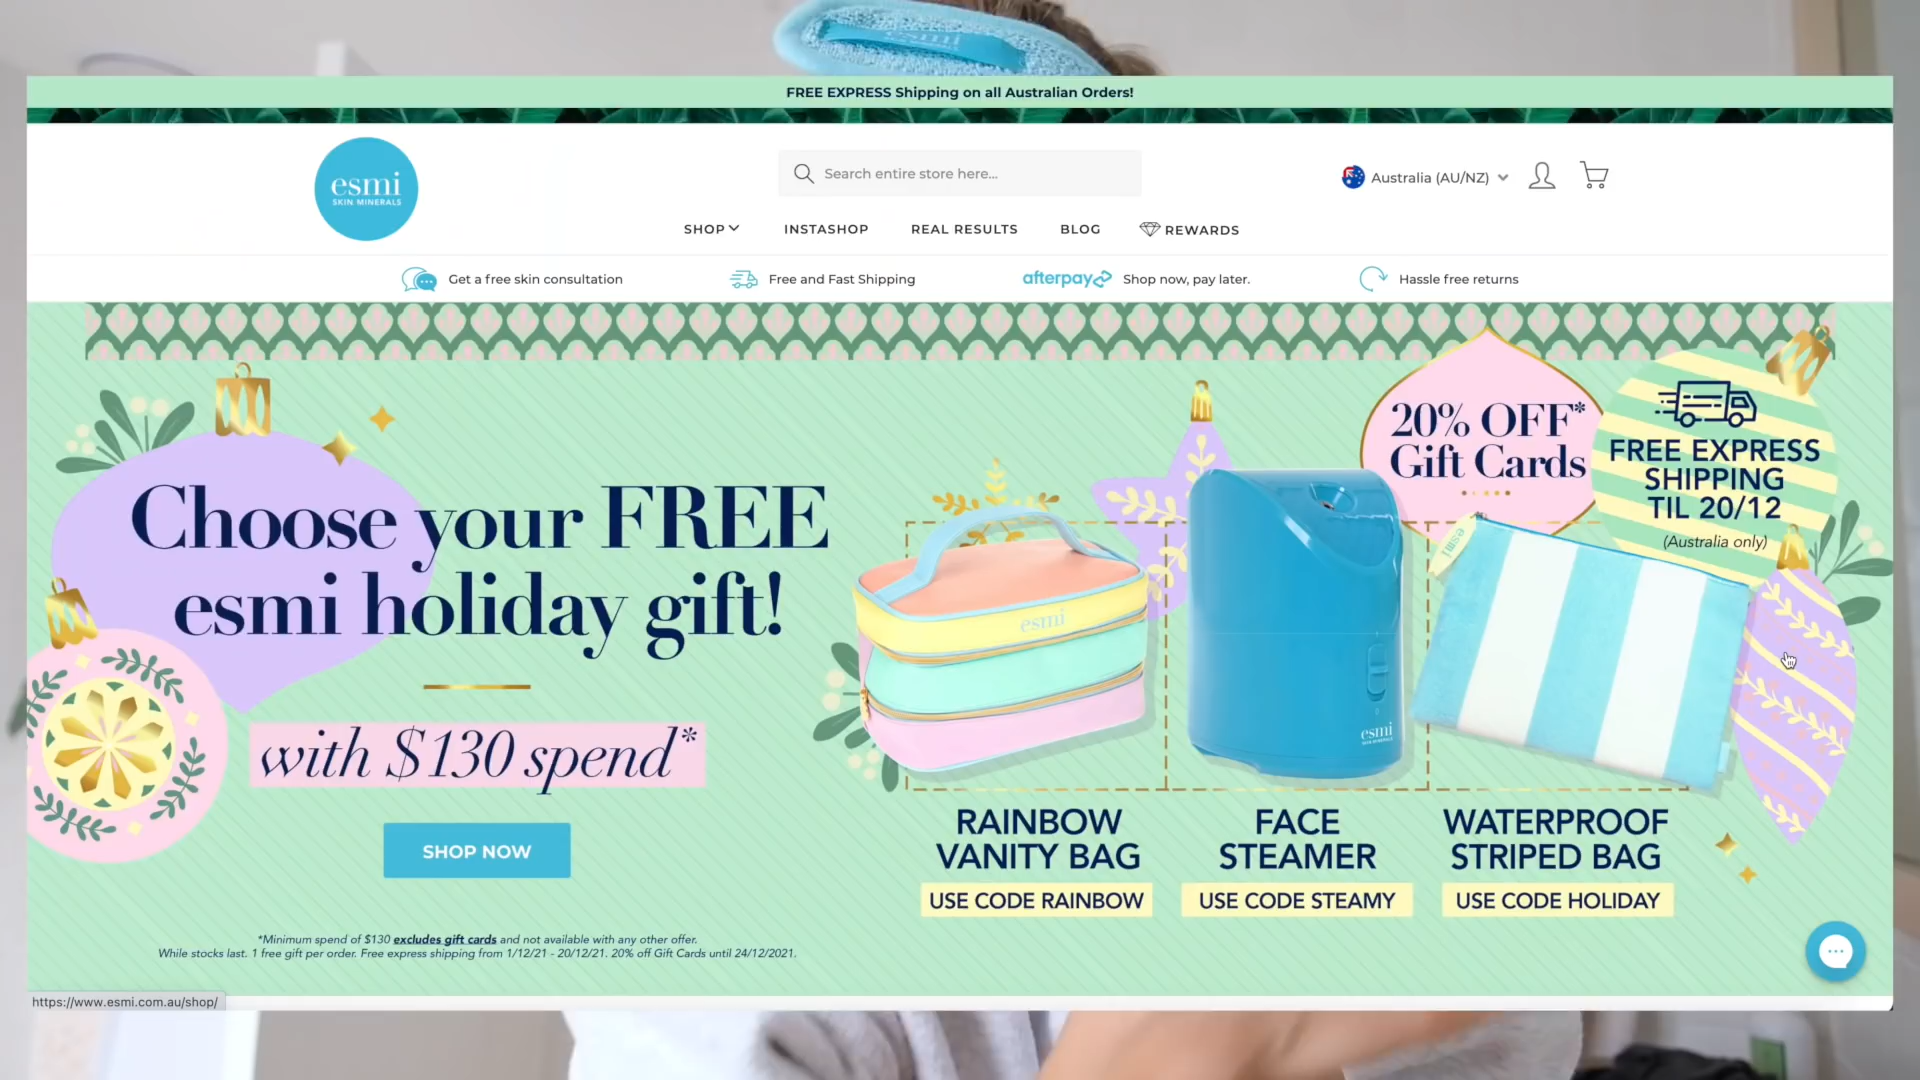 esmi
FREE EXPRESS Shipping on all Australian Orders!
esmi
SKIN MINERALS
Search entire store here...
Australia (AU/NZ)
SHOP
INSTASHOP
REAL RESULTS
BLOG
REWARDS
Get a free skin consultation
Free and Fast Shipping
afterpay Shop now, pay later.
Hassle free returns
Choose your FREE
esmi holiday gift!
with $130 spend*
SHOP NOW
*Minimum spend of $130 excludes gift cards and not available with any other offer.
While stocks last. 1 free gift per order. Free express shipping from 1/12/21 - 20/12/21. 20% off Gift Cards until 24/12/2021.
20% OFF*
Gift Cards
FREE EXPRESS
SHIPPING
TIL 20/12
(Australia only)
esmi
esmi
SKIN MINERALS
esmi
RAINBOW
VANITY BAG
USE CODE RAINBOW
FACE
STEAMER
USE CODE STEAMY
WATERPROOF
STRIPED BAG
USE CODE HOLIDAY
https://www.esmi.com.au/shop/